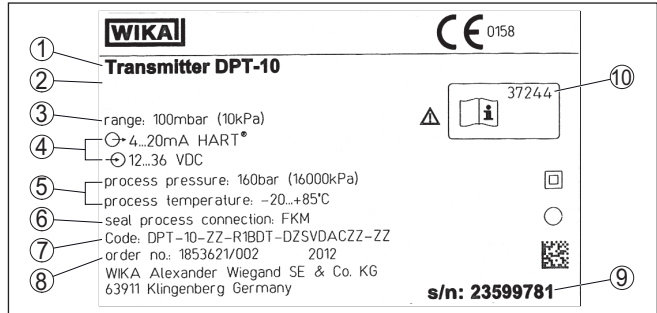 WIKA
CE 0158
① Transmitter DPT-10
②
⑩
37244
i
③ range: 100mbar (10kPa)
④ 4...20mA HART®
12...36 VDC
⑤ process pressure: 160bar (16000kPa)
process temperature: -20...+85°C
⑥ seal process connection: FKM
⑦ Code: DPT-10-ZZ-R1BDT-DZSVDACZZ-ZZ
⑧ order no.: 1853621/002 2012
WIKA Alexander Wiegand SE & Co. KG
63911 Klingenberg Germany
s/n: 23599781 ⑨